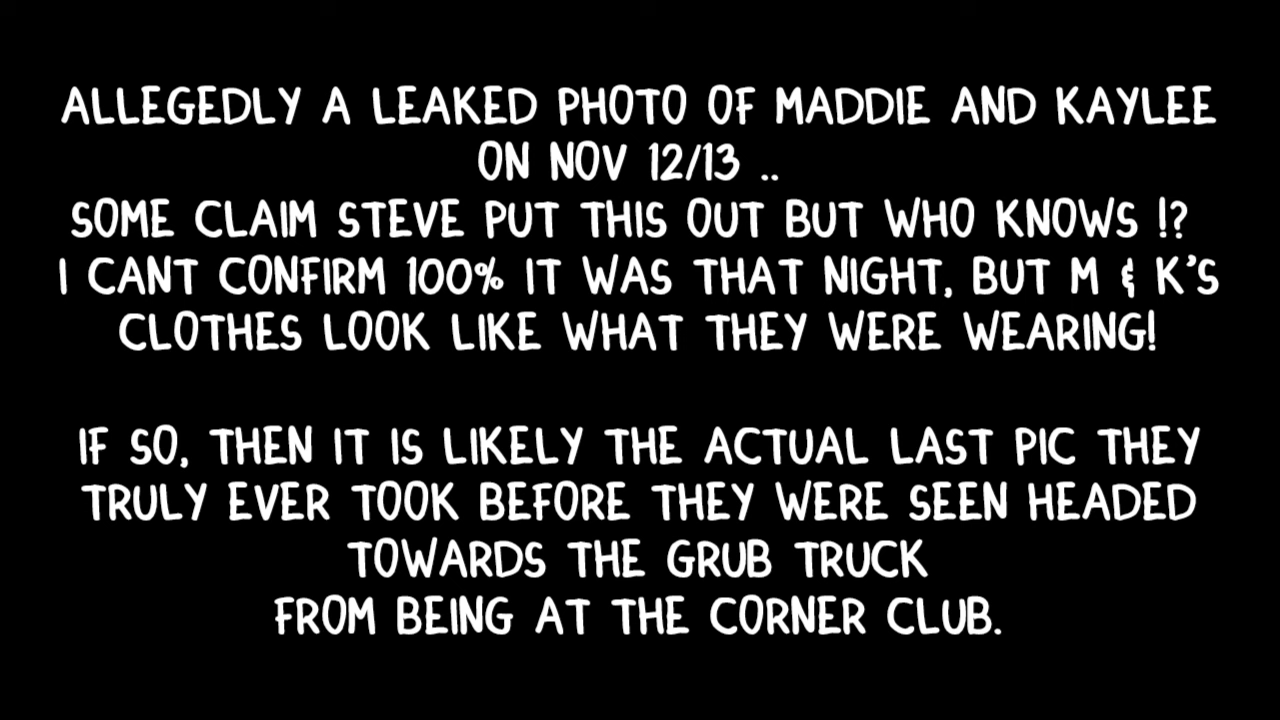 ALLEGEDLY A LEAKED PHOTO OF MADDIE AND KAYLEE
ON NOV 12/13 ..
SOME CLAIM STEVE PUT THIS OUT BUT WHO KNOWS !?
I CANT CONFIRM 100% IT WAS THAT NIGHT, BUT M & K'S
CLOTHES LOOK LIKE WHAT THEY WERE WEARING!
IF SO, THEN IT IS LIKELY THE ACTUAL LAST PIC THEY
TRULY EVER TOOK BEFORE THEY WERE SEEN HEADED
TOWARDS THE GRUB TRUCK
FROM BEING AT THE CORNER CLUB.